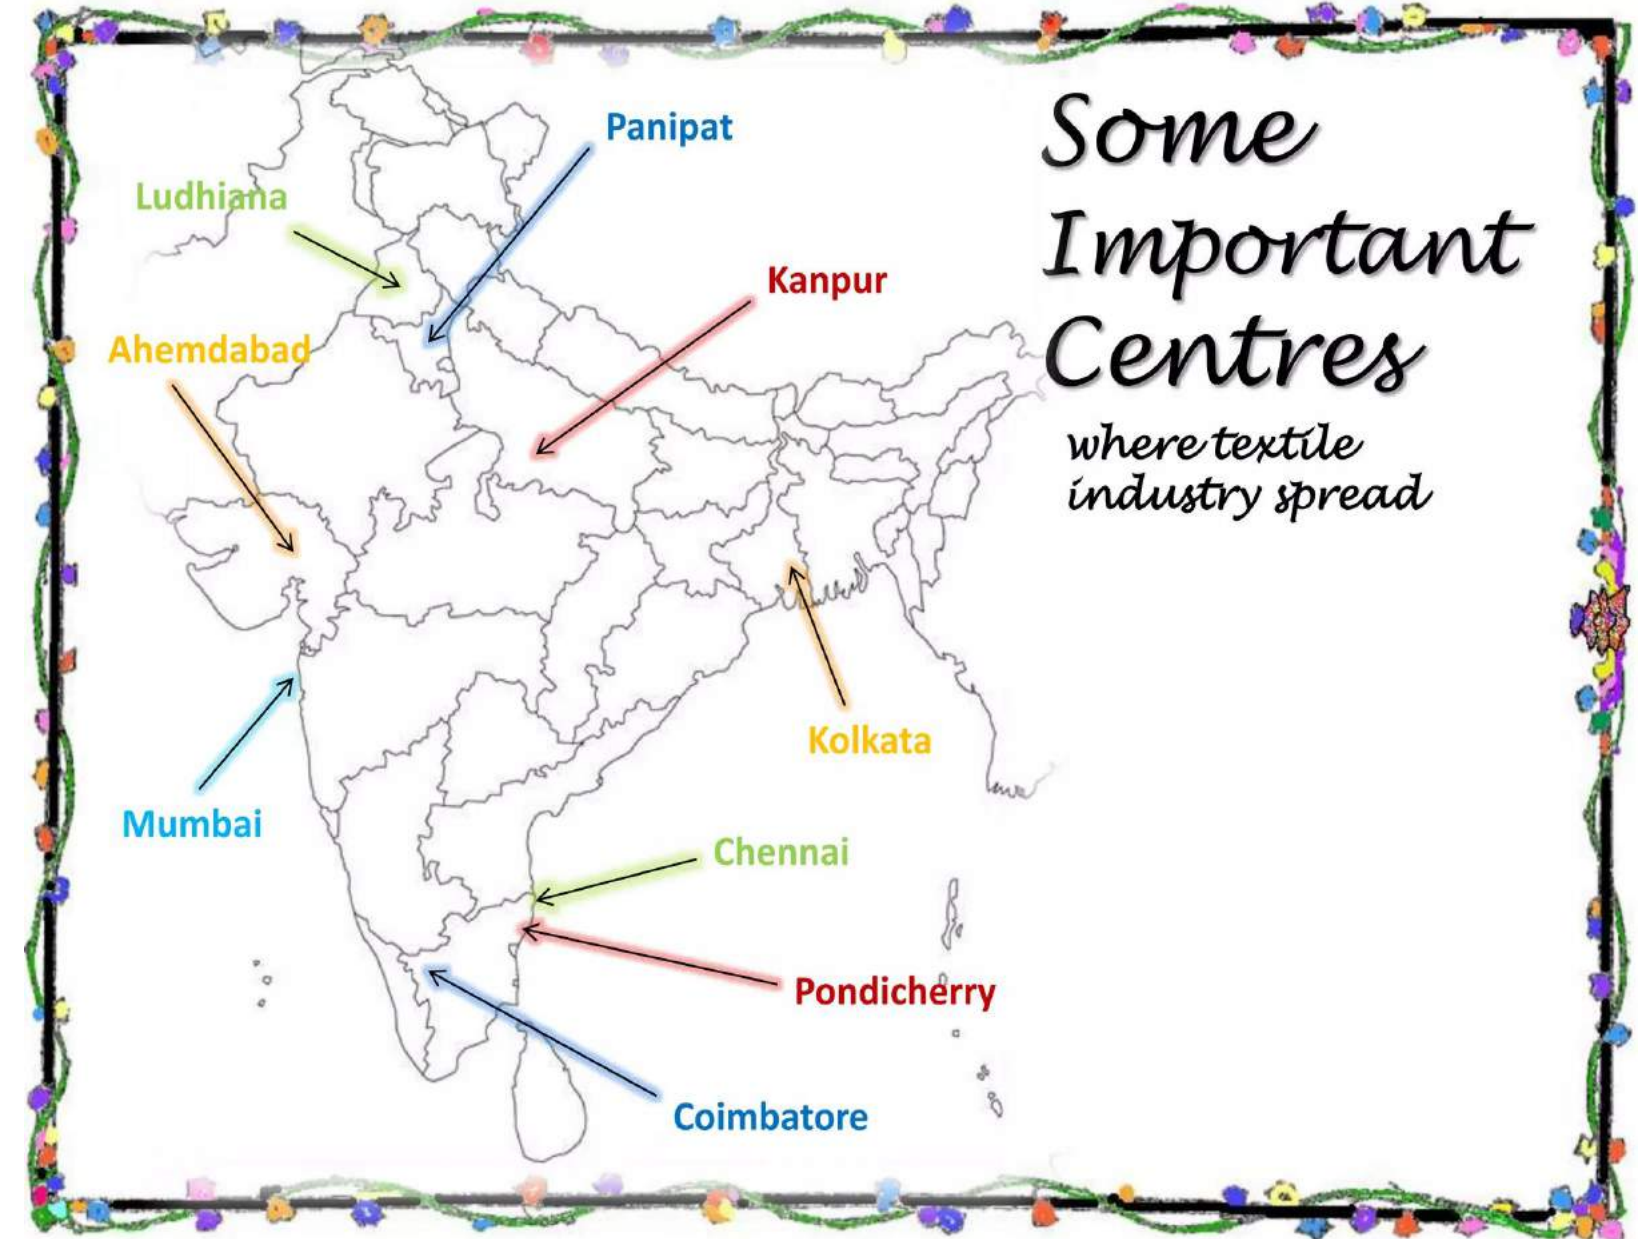 Some
Important
Centres
where textile
industry spread
Panipat
Ludhiana
Kanpur
Ahemdabad
Kolkata
Mumbai
Chennai
Pondicherry
Coimbatore